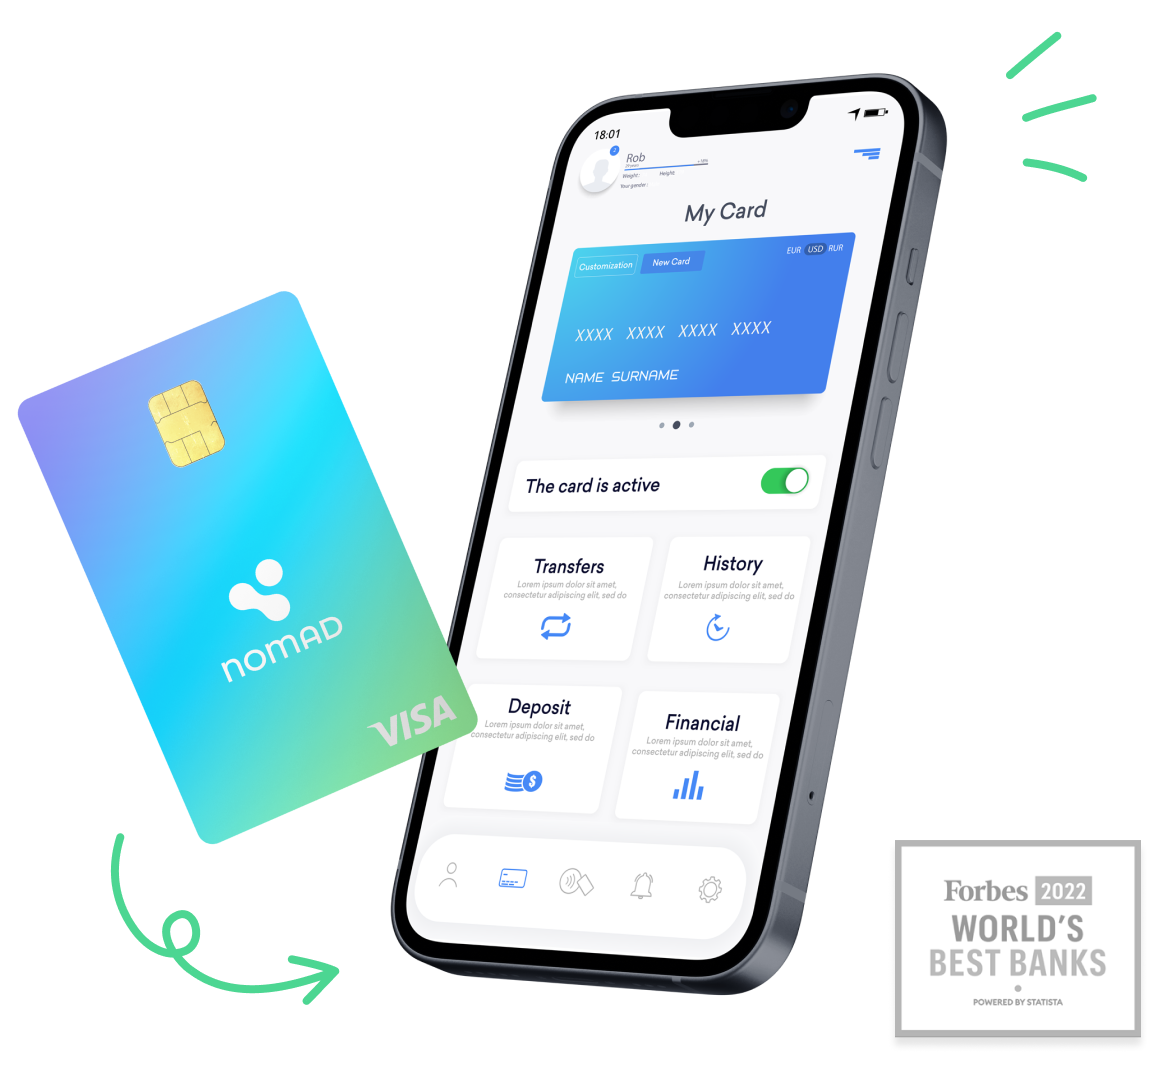 18:01
Rob
Weight: Height:
Your gender:
My Card
Customization New Card EUR USD RUR
XXXX XXXX XXXX XXXX
NAME SURNAME
The card is active
Transfers
Lorem ipsum dolor sit amet,
consectetur adipiscing elit, sed do
History
Lorem ipsum dolor sit amet,
consectetur adipiscing elit, sed do
Deposit
Lorem ipsum dolor sit amet,
consectetur adipiscing elit, sed do
$
Financial
Lorem ipsum dolor sit amet,
consectetur adipiscing elit, sed do
nomad
VISA
Forbes 2022
WORLD'S
BEST BANKS
POWERED BY STATISTA